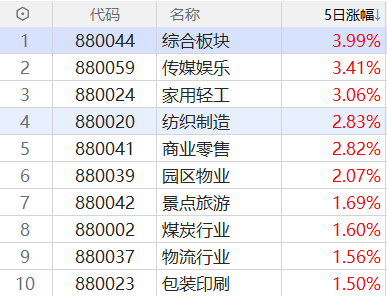 代码 名称 5日涨幅↓
1 880044 综合板块 3.99%
2 880059 传媒娱乐 3.41%
3 880024 家用轻工 3.06%
4 880020 纺织制造 2.83%
5 880041 商业零售 2.82%
6 880039 园区物业 2.07%
7 880042 景点旅游 1.69%
8 880002 煤炭行业 1.60%
9 880037 物流行业 1.56%
10 880023 包装印刷 1.50%